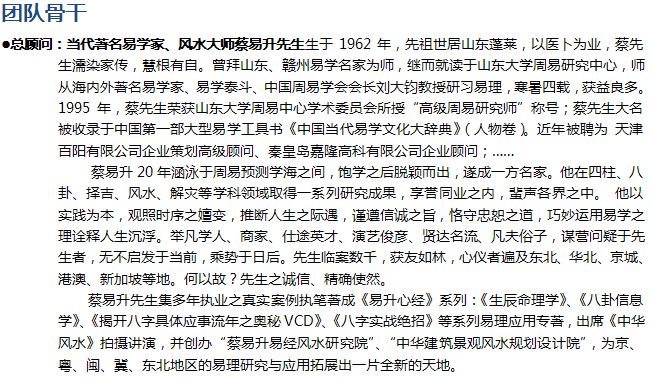 团队骨干
●总顾问：当代著名易学家、风水大师蔡易升先生生于 1962 年，先祖世居山东蓬莱，以医卜为业，蔡先
生濡染家传，慧根有自。曾拜山东、赣州易学名家为师，继而就读于山东大学周易研究中心，师
从海内外著名易学家、易学泰斗、中国周易学会会长刘大钧教授研习易理，寒暑四载，获益良多。
1995 年，蔡先生荣获山东大学周易中心学术委员会所授“高级周易研究师”称号；蔡先生大名
被收录于中国第一部大型易学工具书《中国当代易学文化大辞典》（人物卷）。近年被聘为 天津
百阳有限公司企业策划高级顾问、秦皇岛嘉隆高科有限公司企业顾问；……
蔡易升 20 年涵泳于周易预测学海之间，饱学之后脱颖而出，遂成一方名家。他在四柱、八
卦、择吉、风水、解灾等学科领域取得一系列研究成果，享誉同业之内，蜚声各界之中。 他以
实践为本，观照时序之嬗变，推断人生之际遇，谨遵信诚之旨，恪守忠恕之道，巧妙运用易学之
理诠释人生沉浮。举凡学人、商家、仕途英才、演艺俊彦、贤达名流、凡夫俗子，谋营问疑于先
生者，无不启发于当前，乘势于日后。先生临案数千，获友如林，心仪者遍及东北、华北、京城、
港澳、新加坡等地。何以故？先生之诚信、精确使然。
蔡易升先生集多年执业之真实案例执笔著成《易升心经》系列：《生辰命理学》、《八卦信息
学》、《揭开八字具体应事流年之奥秘 VCD》、《八字实战绝招》等系列易理应用专著，出席《中华
风水》拍摄讲演，并创办“蔡易升易经风水研究院”、“中华建筑景观风水规划设计院”，为京、
粤、闽、冀、东北地区的易理研究与应用拓展出一片全新的天地。